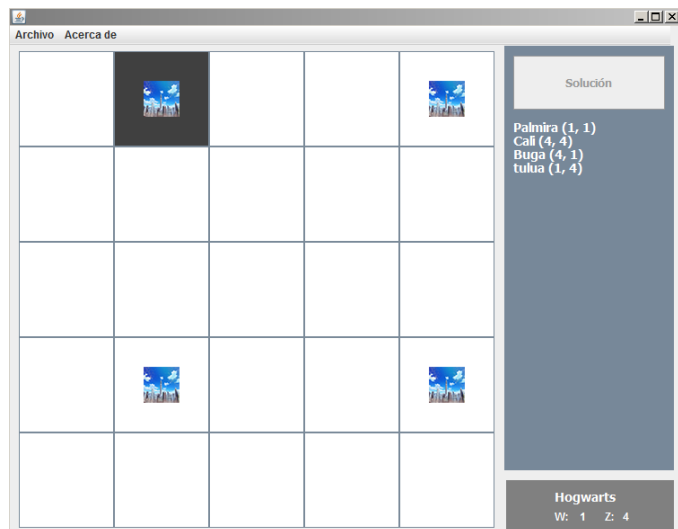 Archivo Acerca de
Solución
Palmira (1, 1)
Cali (4, 4)
Buga (4, 1)
tulua (1, 4)
Hogwarts
W: 1 Z: 4